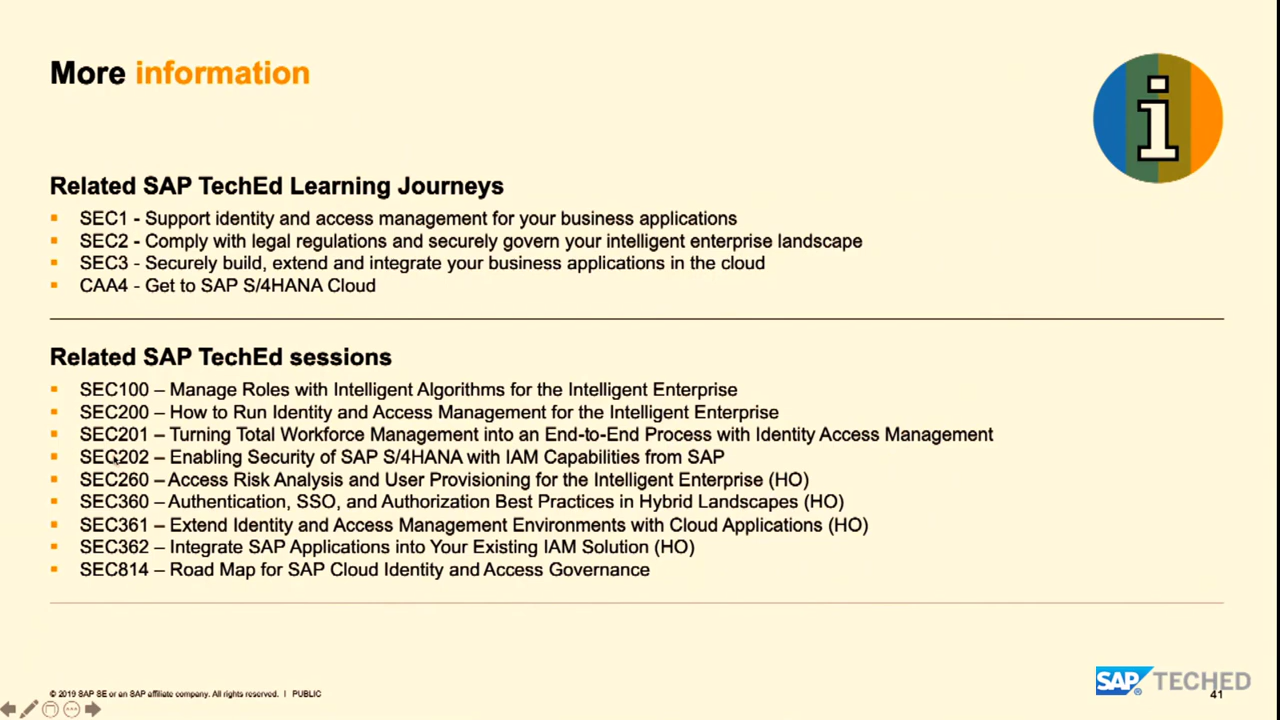 More information
i
Related SAP TechEd Learning Journeys
▪ SEC1 - Support identity and access management for your business applications
▪ SEC2 - Comply with legal regulations and securely govern your intelligent enterprise landscape
▪ SEC3 - Securely build, extend and integrate your business applications in the cloud
▪ CAA4 - Get to SAP S/4HANA Cloud
Related SAP TechEd sessions
▪ SEC100 – Manage Roles with Intelligent Algorithms for the Intelligent Enterprise
▪ SEC200 – How to Run Identity and Access Management for the Intelligent Enterprise
▪ SEC201 – Turning Total Workforce Management into an End-to-End Process with Identity Access Management
▪ SEC202 – Enabling Security of SAP S/4HANA with IAM Capabilities from SAP
▪ SEC260 – Access Risk Analysis and User Provisioning for the Intelligent Enterprise (HO)
▪ SEC360 – Authentication, SSO, and Authorization Best Practices in Hybrid Landscapes (HO)
▪ SEC361 – Extend Identity and Access Management Environments with Cloud Applications (HO)
▪ SEC362 – Integrate SAP Applications into Your Existing IAM Solution (HO)
▪ SEC814 – Road Map for SAP Cloud Identity and Access Governance
© 2019 SAP SE or an SAP affiliate company. All rights reserved. | PUBLIC
SAP® TECHED
41